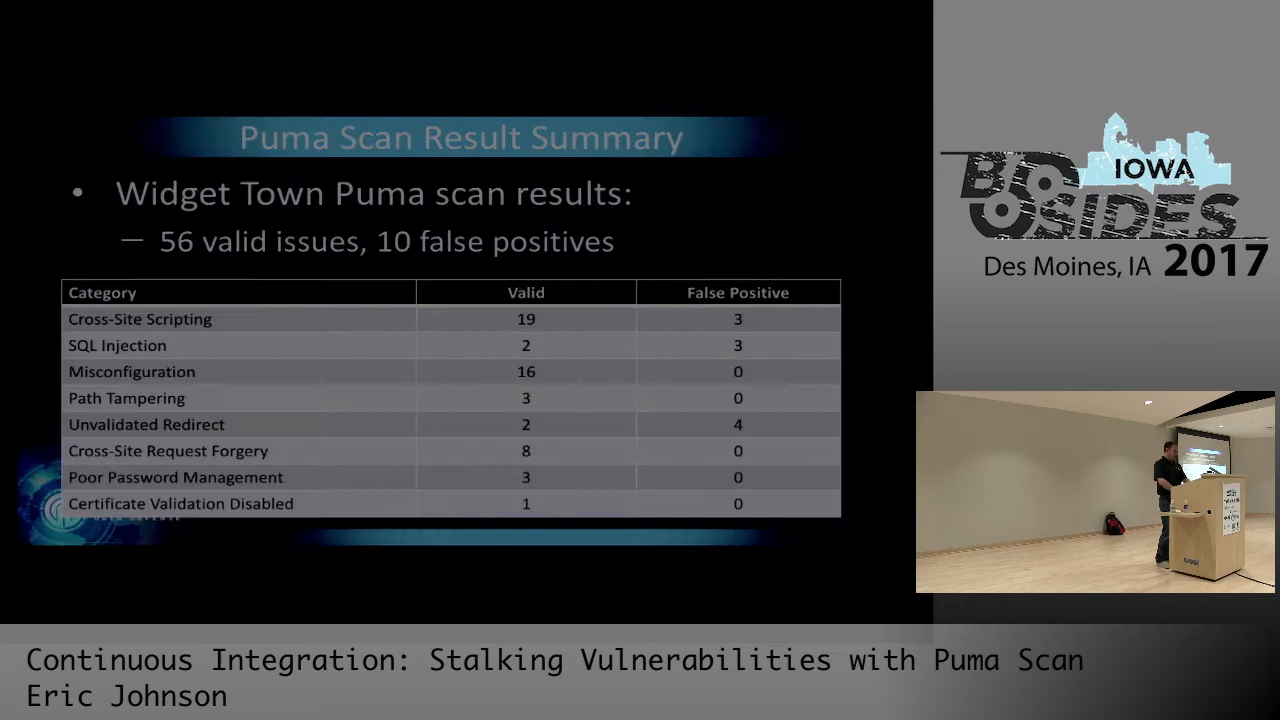 Puma Scan Result Summary
• Widget Town Puma scan results:
— 56 valid issues, 10 false positives
Category Valid False Positive
Cross-Site Scripting 19 3
SQL Injection 2 3
Misconfiguration 16 0
Path Tampering 3 0
Unvalidated Redirect 2 4
Cross-Site Request Forgery 8 0
Poor Password Management 3 0
Certificate Validation Disabled 1 0
IOWA
BSIDES
Des Moines, IA 2017
Continuous Integration: Stalking Vulnerabilities with Puma Scan
Eric Johnson